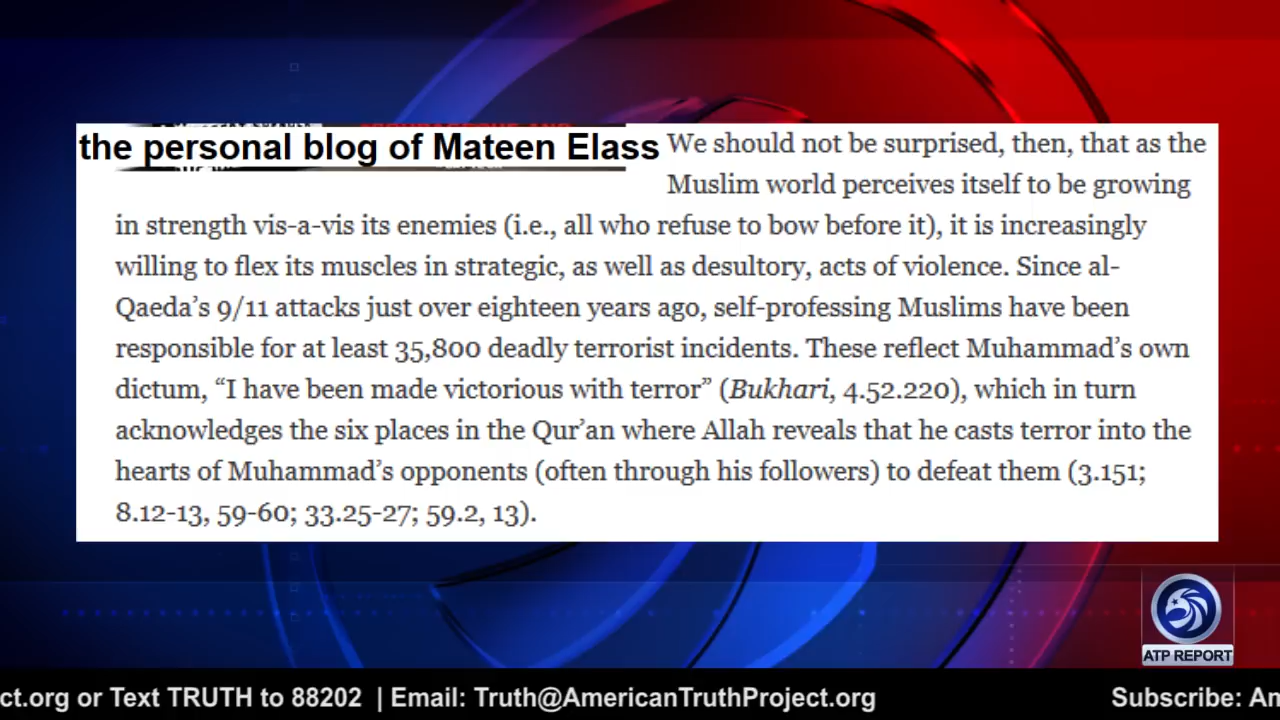 the personal blog of Mateen Elass
We should not be surprised, then, that as the
Muslim world perceives itself to be growing
in strength vis-a-vis its enemies (i.e., all who refuse to bow before it), it is increasingly
willing to flex its muscles in strategic, as well as desultory, acts of violence. Since al-
Qaeda’s 9/11 attacks just over eighteen years ago, self-professing Muslims have been
responsible for at least 35,800 deadly terrorist incidents. These reflect Muhammad’s own
dictum, “I have been made victorious with terror” (Bukhari, 4.52.220), which in turn
acknowledges the six places in the Qur’an where Allah reveals that he casts terror into the
hearts of Muhammad’s opponents (often through his followers) to defeat them (3.151;
8.12-13, 59-60; 33.25-27; 59.2, 13).
ATP REPORT
ct.org or Text TRUTH to 88202 | Email: Truth@AmericanTruthProject.org
Subscribe: An